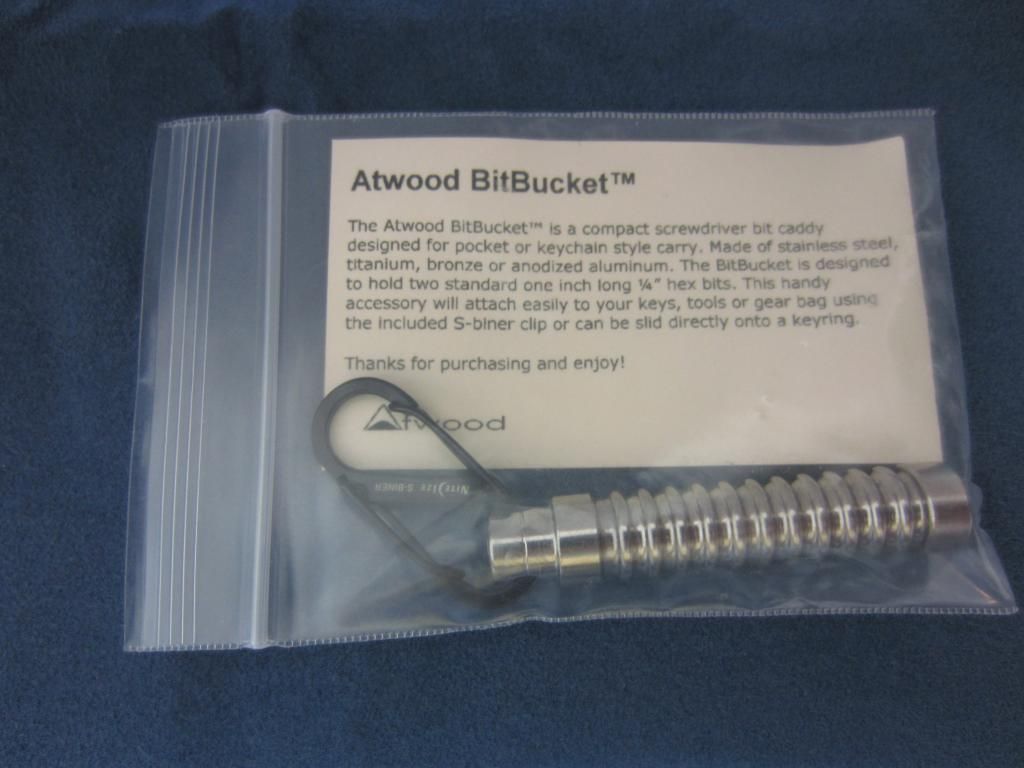 Atwood BitBucket™
The Atwood BitBucket™ is a compact screwdriver bit caddy
designed for pocket or keychain style carry. Made of stainless steel,
titanium, bronze or anodized aluminum. The BitBucket is designed
to hold two standard one inch long ¼" hex bits. This handy
accessory will attach easily to your keys, tools or gear bag using
the included S-biner clip or can be slid directly onto a keyring.
Thanks for purchasing and enjoy!
Atwood
NITE IZE S-BINER